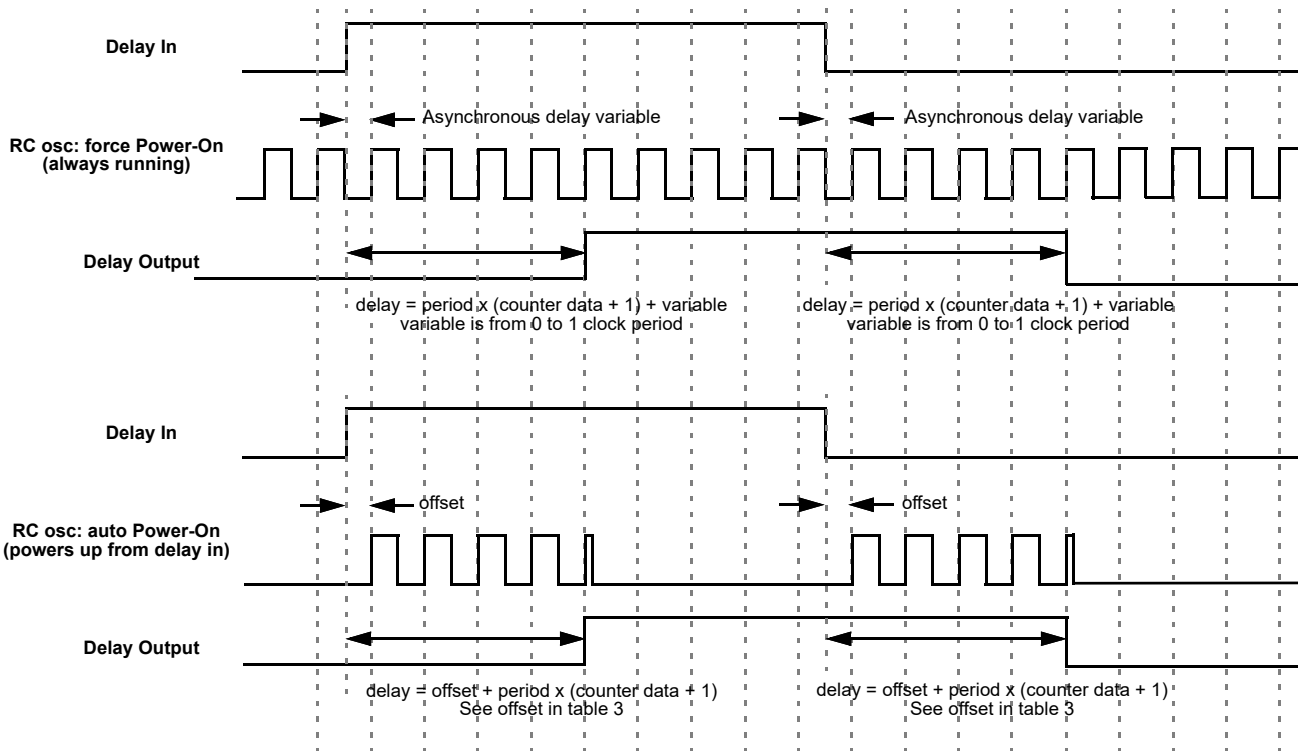 Delay In
Asynchronous delay variable
Asynchronous delay variable
RC osc: force Power-On
(always running)
Delay Output
delay = period x (counter data + 1) + variable
variable is from 0 to 1 clock period
delay = period x (counter data + 1) + variable
variable is from 0 to 1 clock period
Delay In
offset
offset
RC osc: auto Power-On
(powers up from delay in)
Delay Output
delay = offset + period x (counter data + 1)
See offset in table 3
delay = offset + period x (counter data + 1)
See offset in table 3